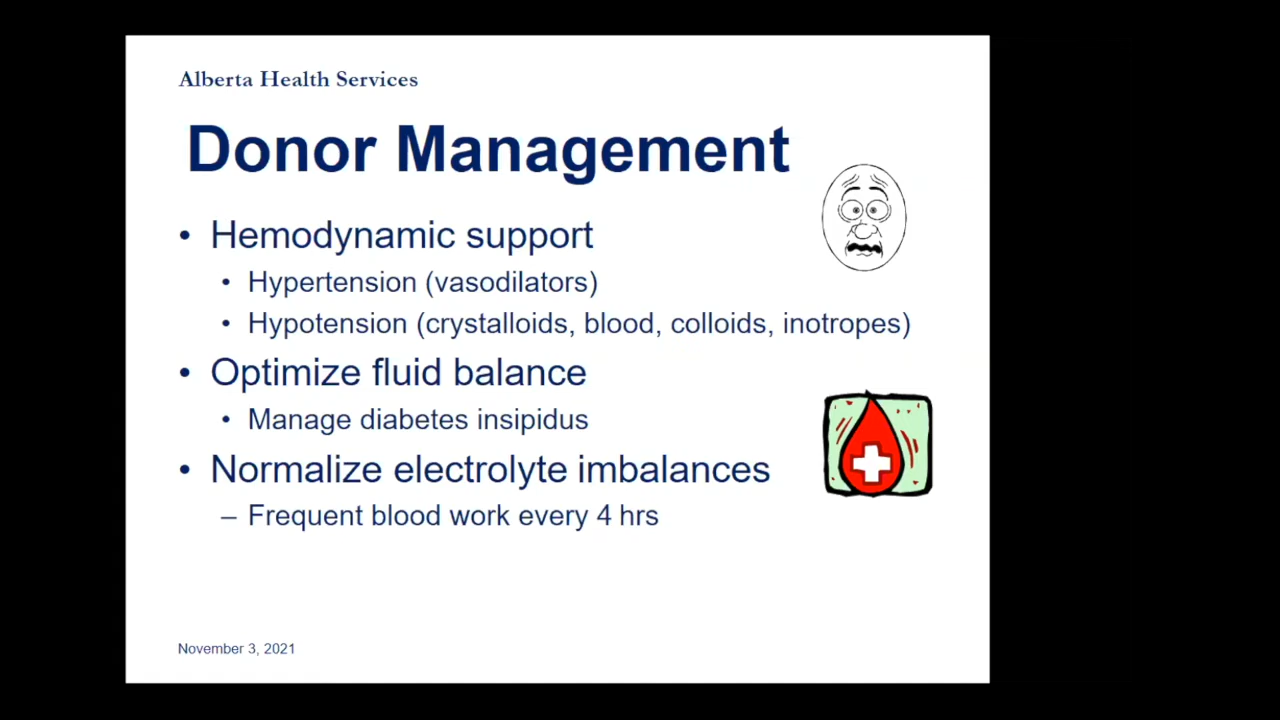 Alberta Health Services
Donor Management
• Hemodynamic support
• Hypertension (vasodilators)
• Hypotension (crystalloids, blood, colloids, inotropes)
• Optimize fluid balance
• Manage diabetes insipidus
• Normalize electrolyte imbalances
– Frequent blood work every 4 hrs
November 3, 2021